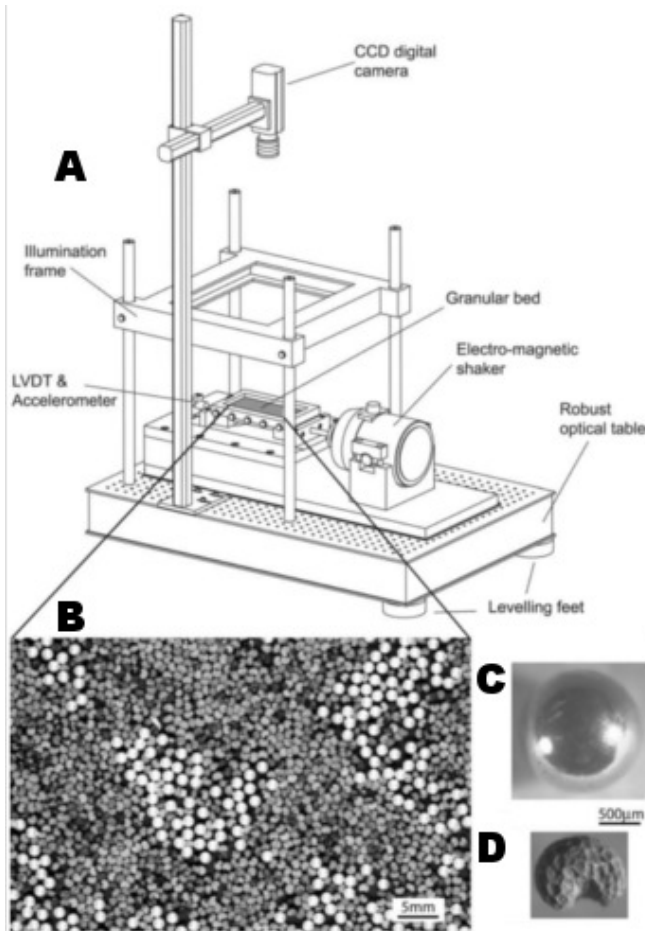 CCD digital
camera
A
Illumination
frame
Granular bed
Electro-magnetic
shaker
LVDT &
Accelerometer
Robust
optical table
Levelling feet
B
C
500μm
D
5mm